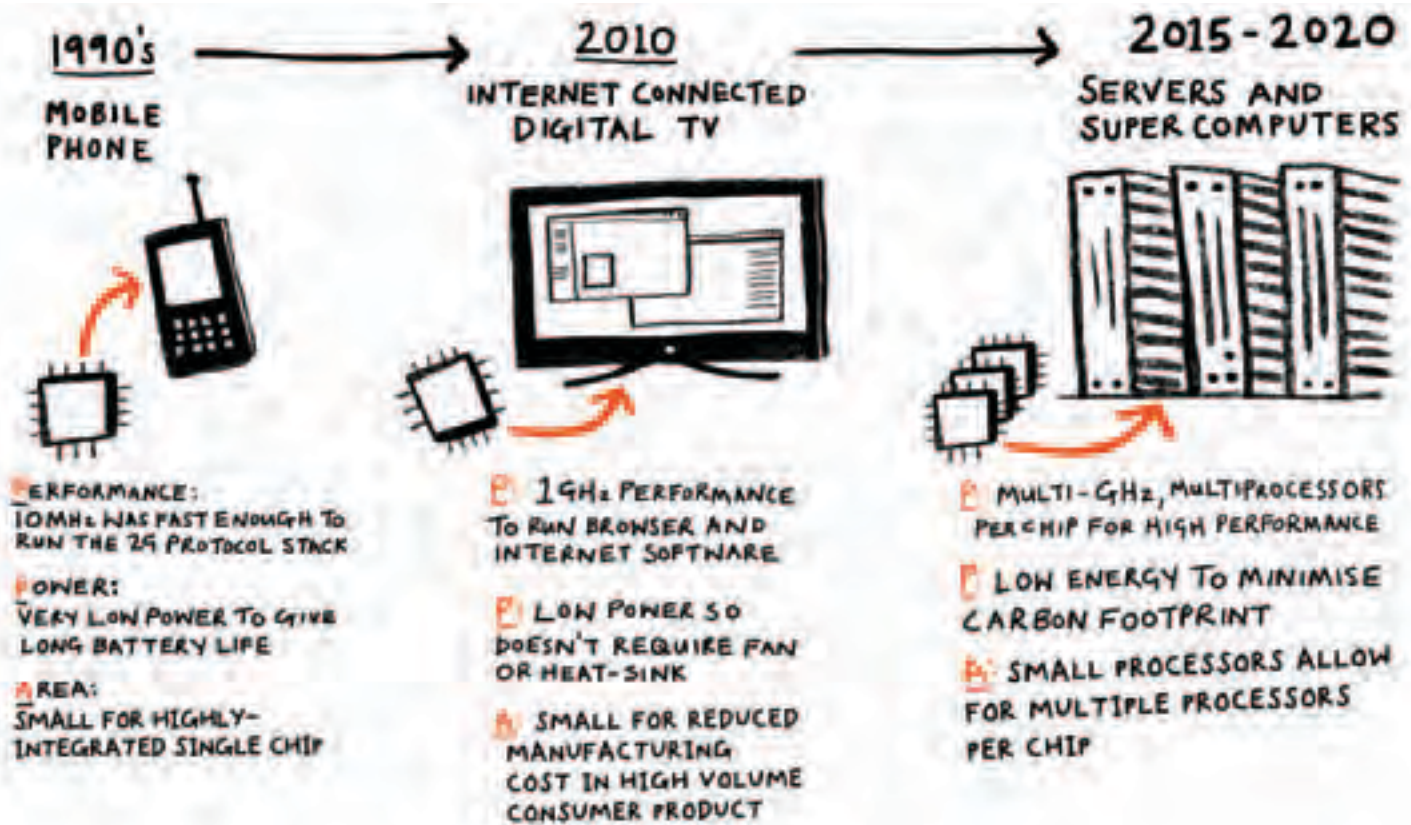 1990's
MOBILE
PHONE
PERFORMANCE:
10MHz WAS FAST ENOUGH TO
RUN THE 2G PROTOCOL STACK
POWER:
VERY LOW POWER TO GIVE
LONG BATTERY LIFE
AREA:
SMALL FOR HIGHLY-
INTEGRATED SINGLE CHIP
2010
INTERNET CONNECTED
DIGITAL TV
P: 1GHz PERFORMANCE
TO RUN BROWSER AND
INTERNET SOFTWARE
P: LOW POWER SO
DOESN'T REQUIRE FAN
OR HEAT-SINK
A: SMALL FOR REDUCED
MANUFACTURING
COST IN HIGH VOLUME
CONSUMER PRODUCT
2015-2020
SERVERS AND
SUPER COMPUTERS
P: MULTI-GHz, MULTIPROCESSORS
PER CHIP FOR HIGH PERFORMANCE
P: LOW ENERGY TO MINIMISE
CARBON FOOTPRINT
A: SMALL PROCESSORS ALLOW
FOR MULTIPLE PROCESSORS
PER CHIP